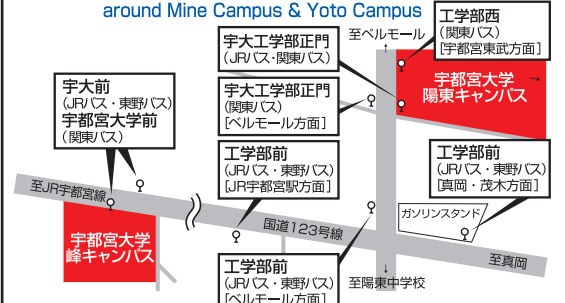 around Mine Campus & Yoto Campus
工学部西
(関東バス)
[宇都宮東武方面]
至ベルモール
宇大工学部正門
(JRバス・関東バス)
宇都宮大学
陽東キャンパス
→
宇大前
(JRバス・東野バス)
宇都宮大学前
(関東バス)
宇大工学部正門
(関東バス)
[ベルモール方面]
工学部前
(JRバス・東野バス)
[JR宇都宮駅方面]
工学部前
(JRバス・東野バス)
[真岡・茂木方面]
至JR宇都宮線
ガソリンスタンド
国道123号線
宇都宮大学
峰キャンパス
至真岡
工学部前
(JRバス・東野バス)
[ベルモール方面]
至陽東中学校